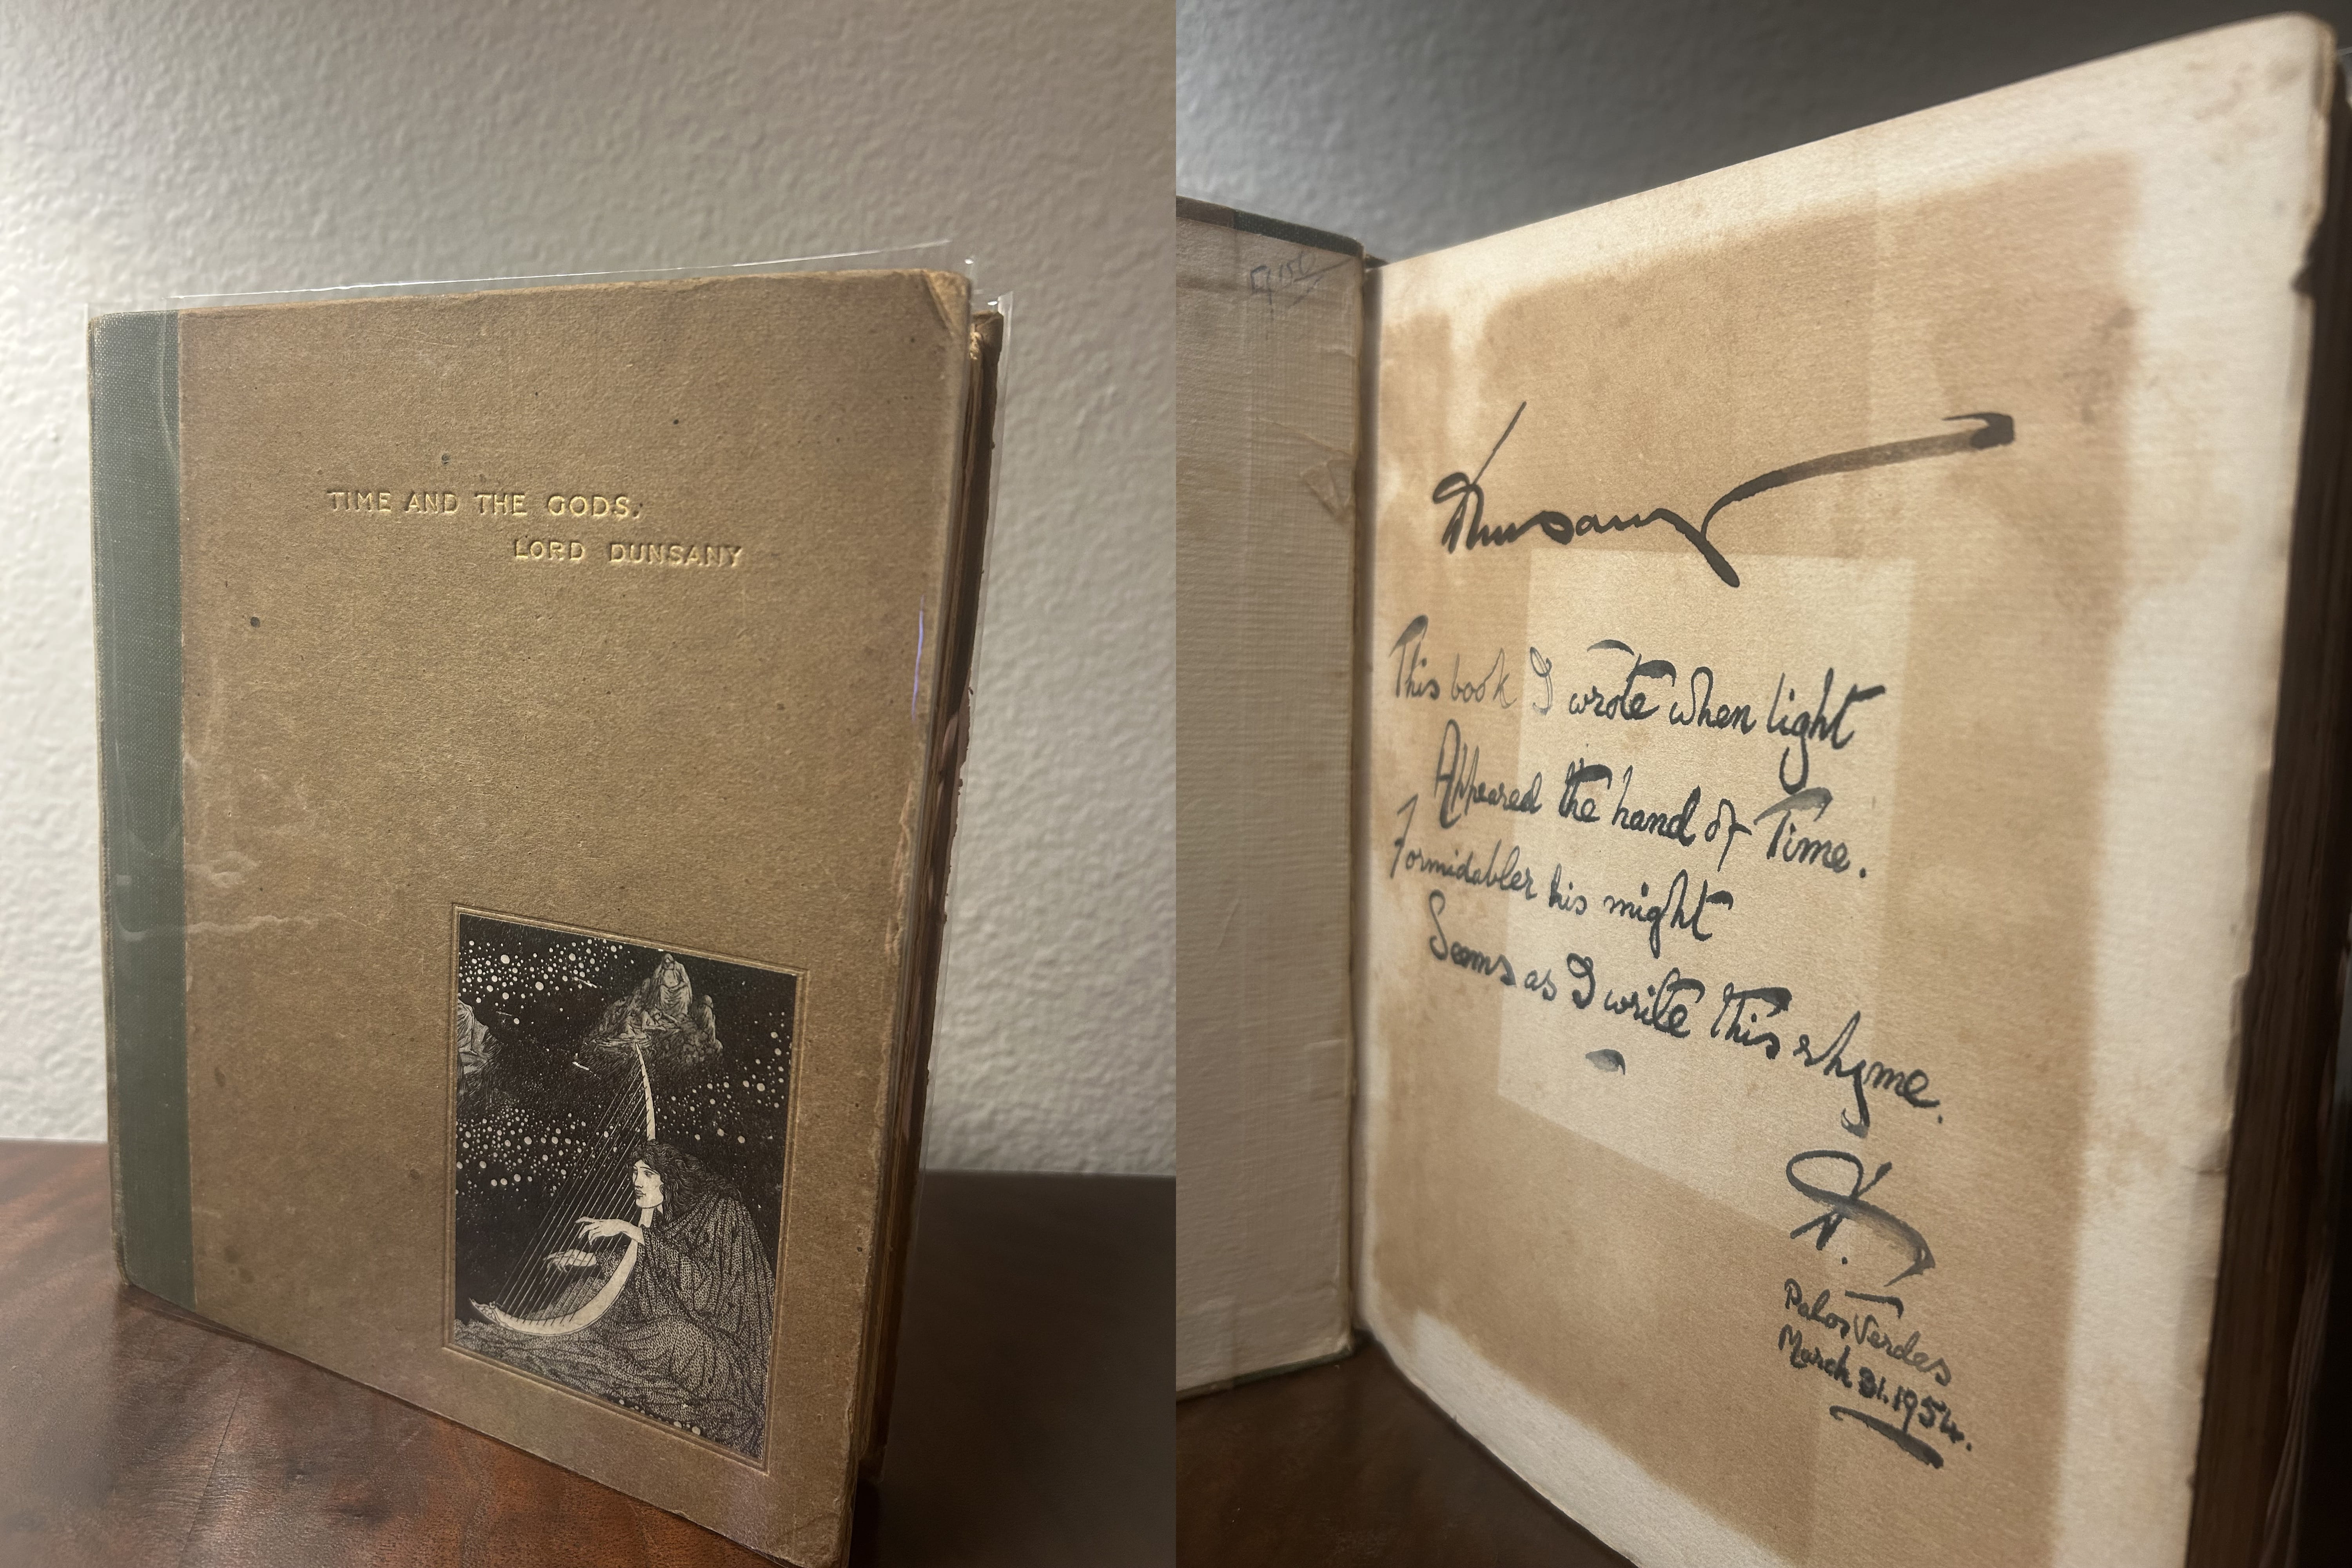 TIME AND THE GODS.
LORD DUNSANY
Dunsany
This book I wrote when light
Appeared the hand of Time.
Formidabler his might
Seems as I write this rhyme.
D.
Palos Verdes
March 31. 1954.